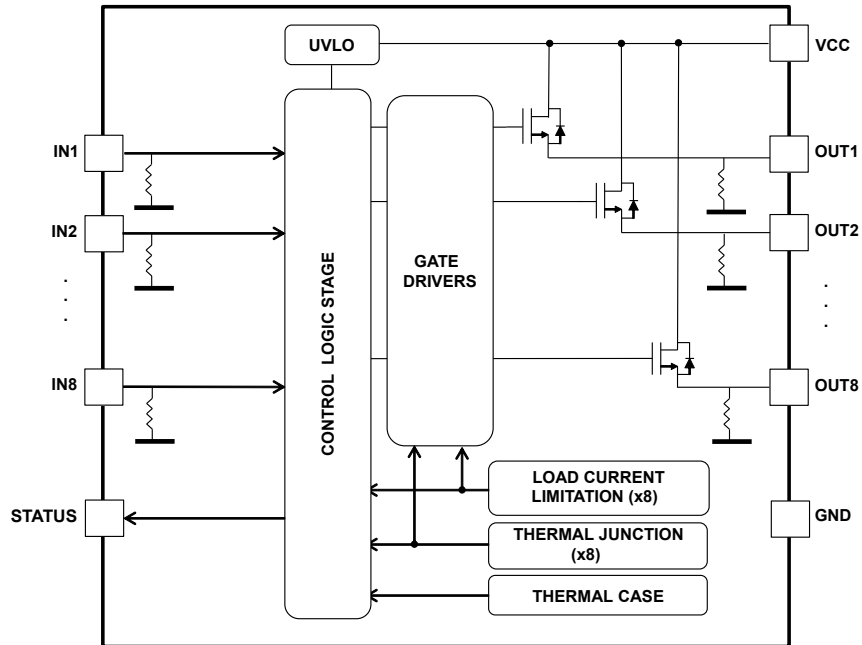 UVLO
VCC
IN1
OUT1
IN2
OUT2
.
.
.
.
.
.
GATE
DRIVERS
CONTROL LOGIC STAGE
IN8
OUT8
LOAD CURRENT
LIMITATION (x8)
STATUS
GND
THERMAL JUNCTION
(x8)
THERMAL CASE